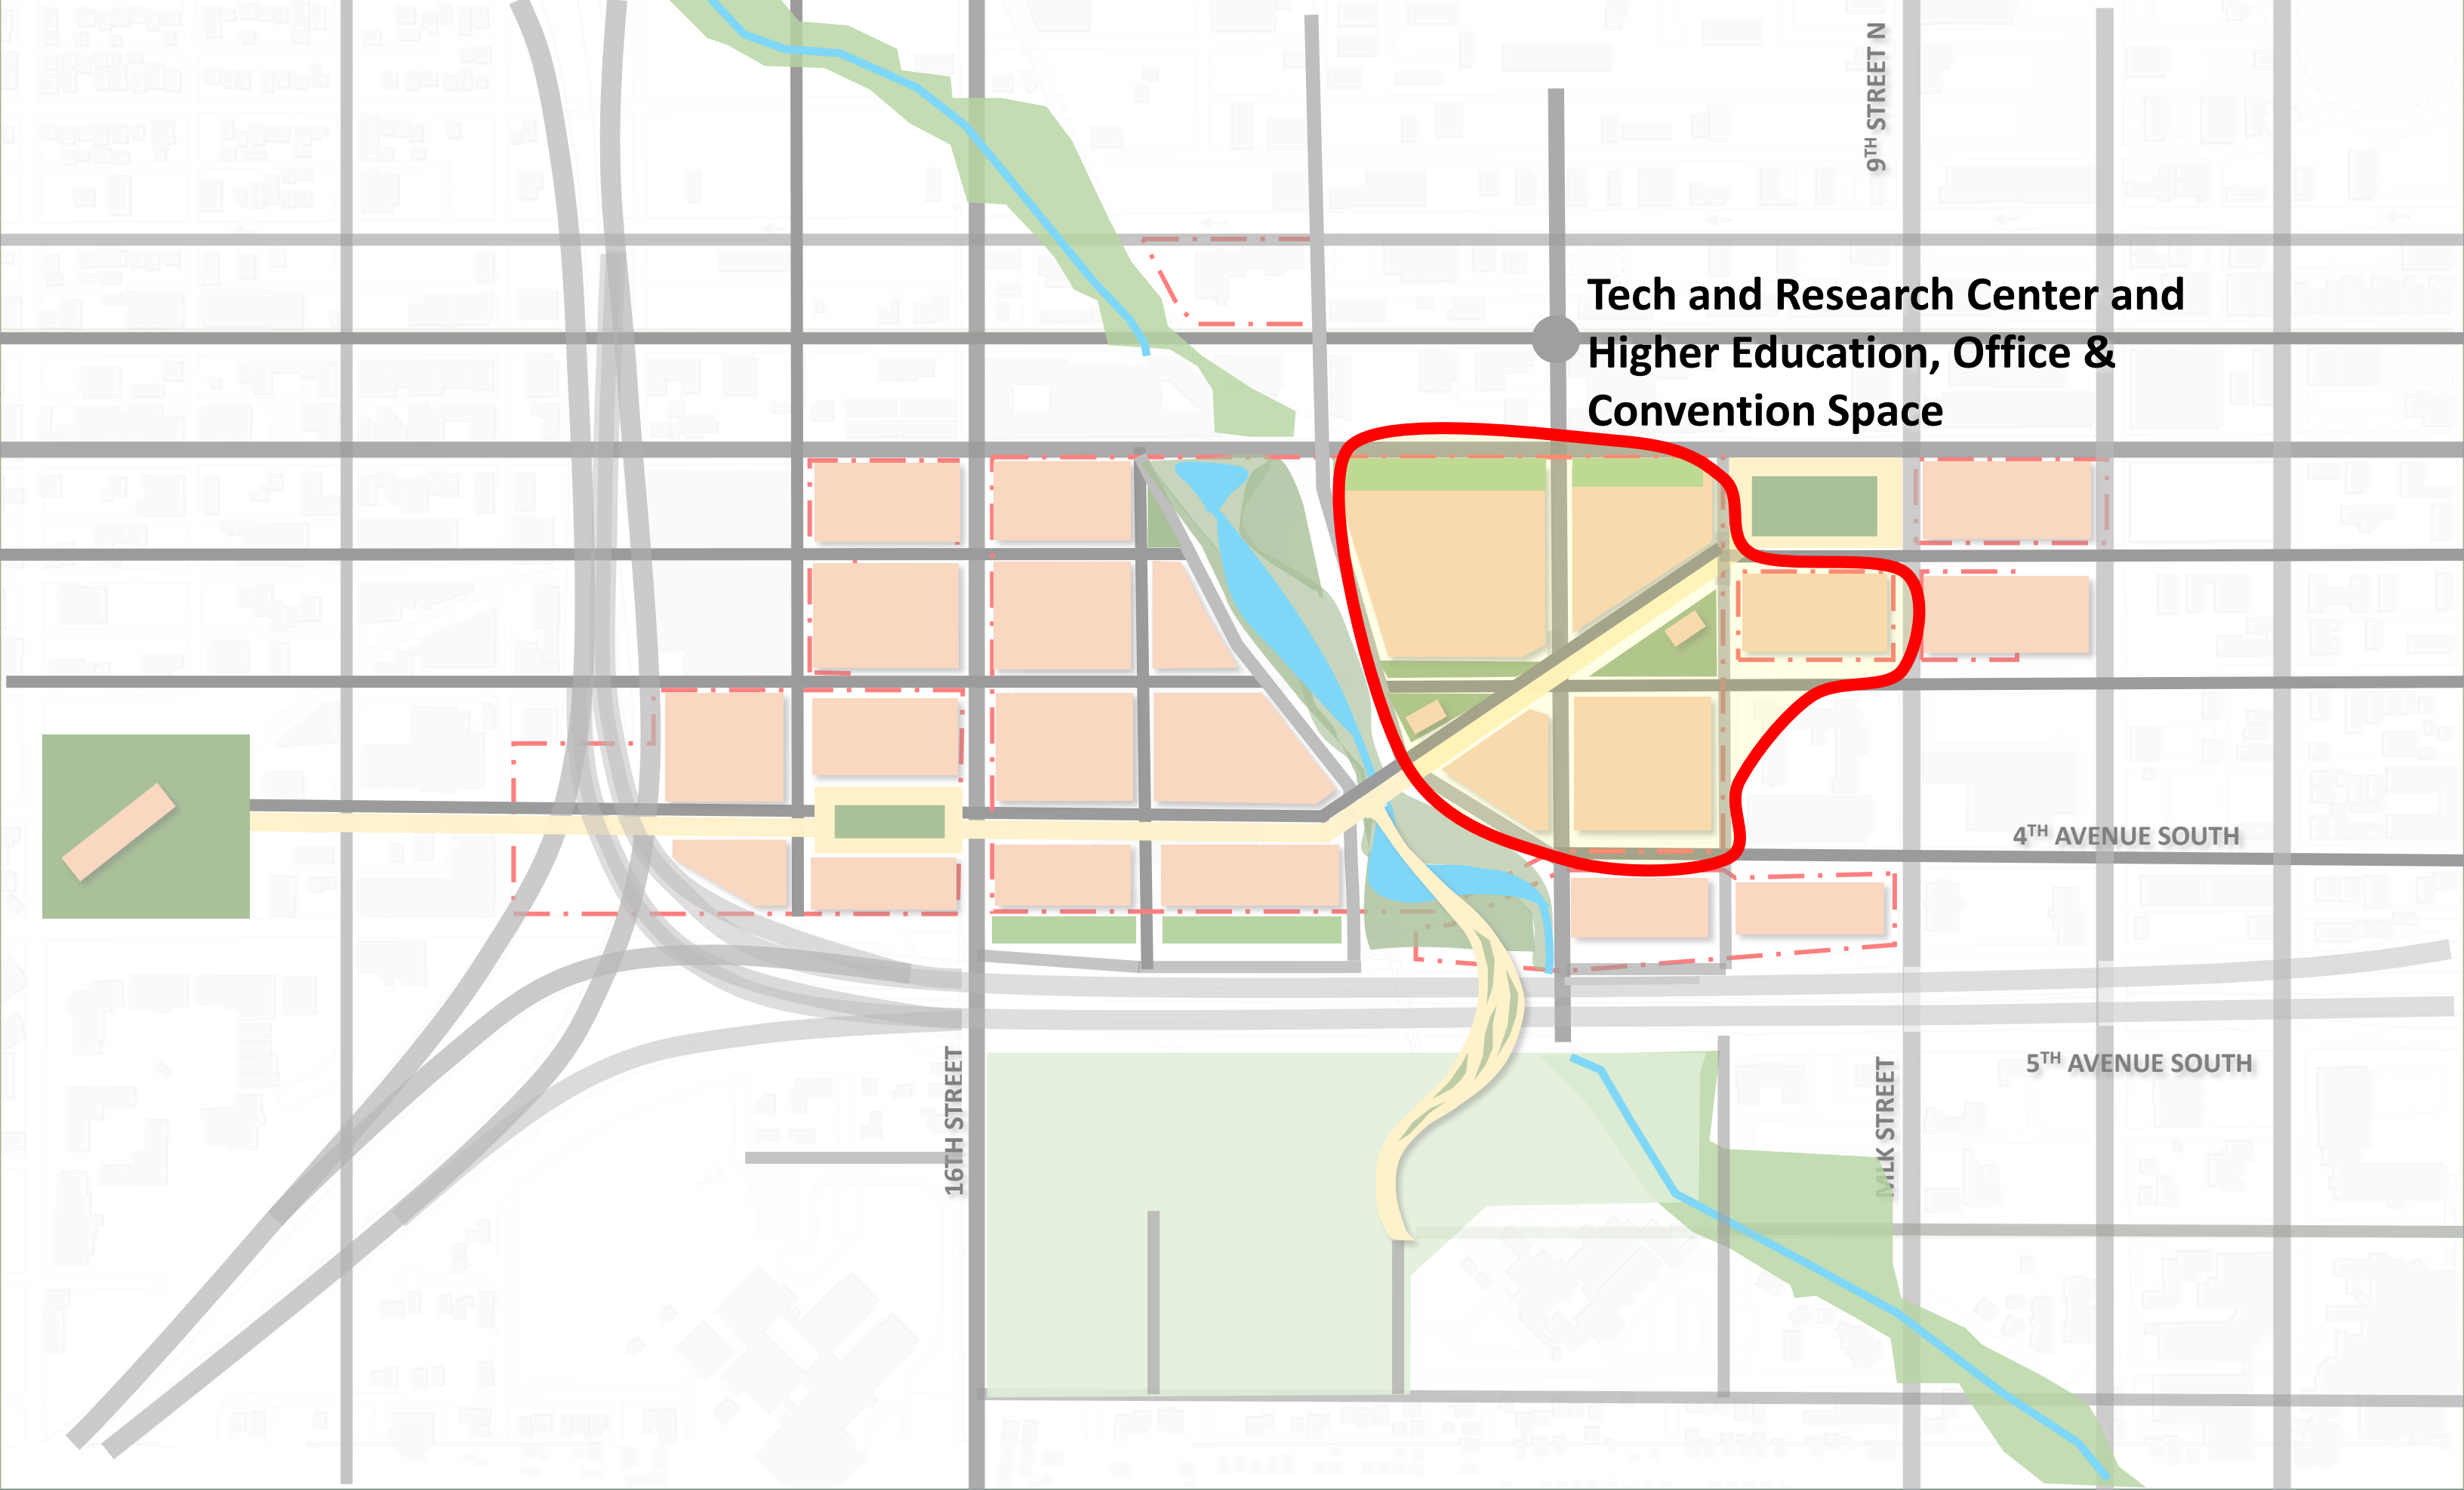 9TH STREET N
Tech and Research Center and
Higher Education, Office &
Convention Space
4TH AVENUE SOUTH
16TH STREET
MLK STREET
5TH AVENUE SOUTH